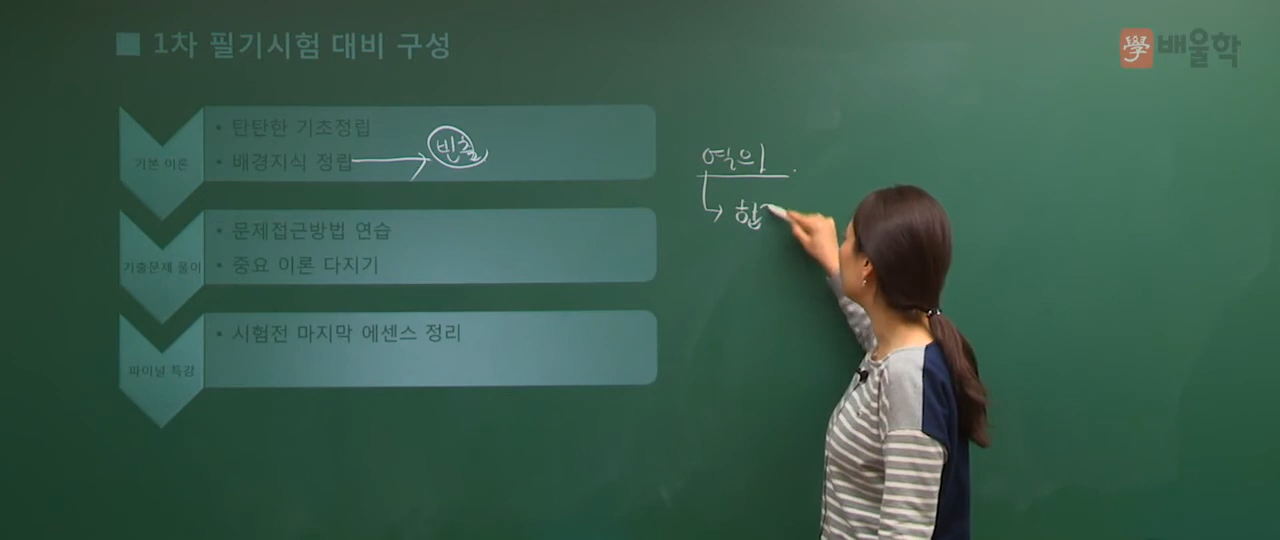 ■ 1차 필기시험 대비 구성
學 배울학
기본 이론
• 탄탄한 기초정립
• 배경지식 정립
빈출
기출문제 풀이
• 문제접근방법 연습
• 중요 이론 다지기
파이널 특강
• 시험전 마지막 에센스 정리
열의
합